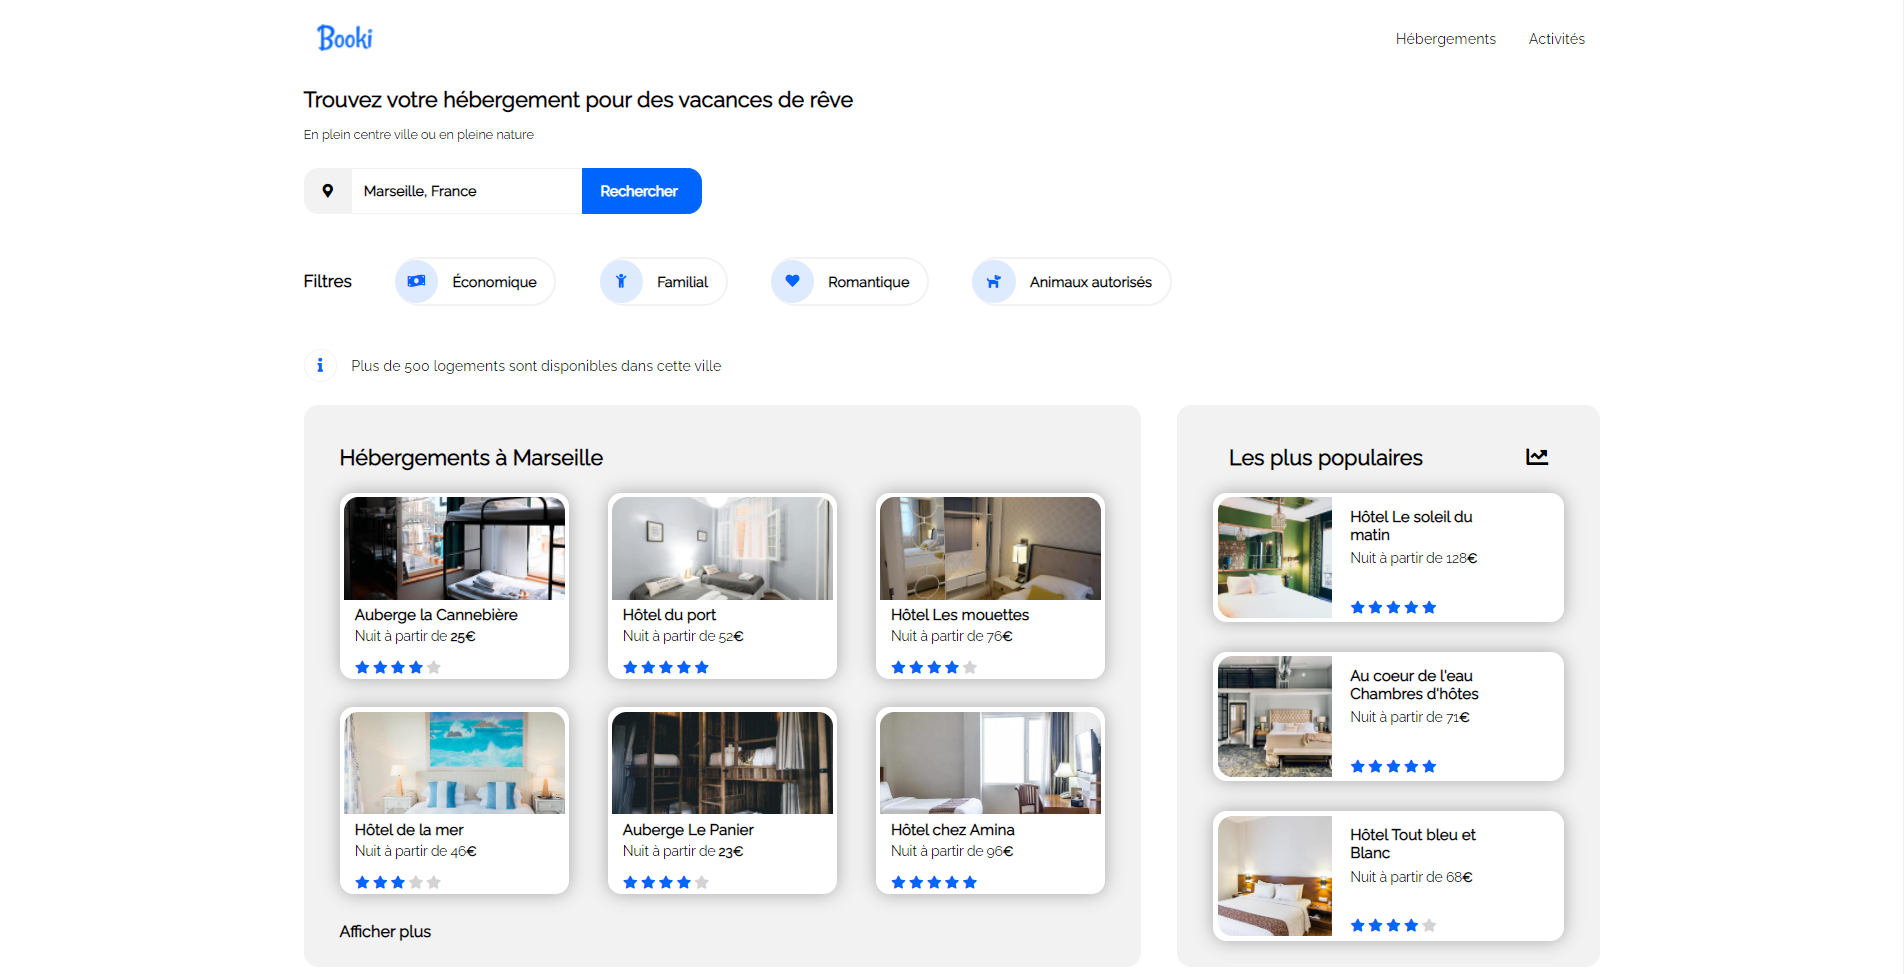 Booki
Hébergements
Activités
Trouvez votre hébergement pour des vacances de rêve
En plein centre ville ou en pleine nature
Marseille, France
Rechercher
Filtres
Économique
Familial
Romantique
Animaux autorisés
Plus de 500 logements sont disponibles dans cette ville
Hébergements à Marseille
Auberge la Cannebière
Nuit à partir de 25€
Hôtel du port
Nuit à partir de 52€
Hôtel Les mouettes
Nuit à partir de 76€
Hôtel de la mer
Nuit à partir de 46€
Auberge Le Panier
Nuit à partir de 23€
Hôtel chez Amina
Nuit à partir de 96€
Afficher plus
Les plus populaires
Hôtel Le soleil du
matin
Nuit à partir de 128€
Au coeur de l'eau
Chambres d'hôtes
Nuit à partir de 71€
Hôtel Tout bleu et
Blanc
Nuit à partir de 68€